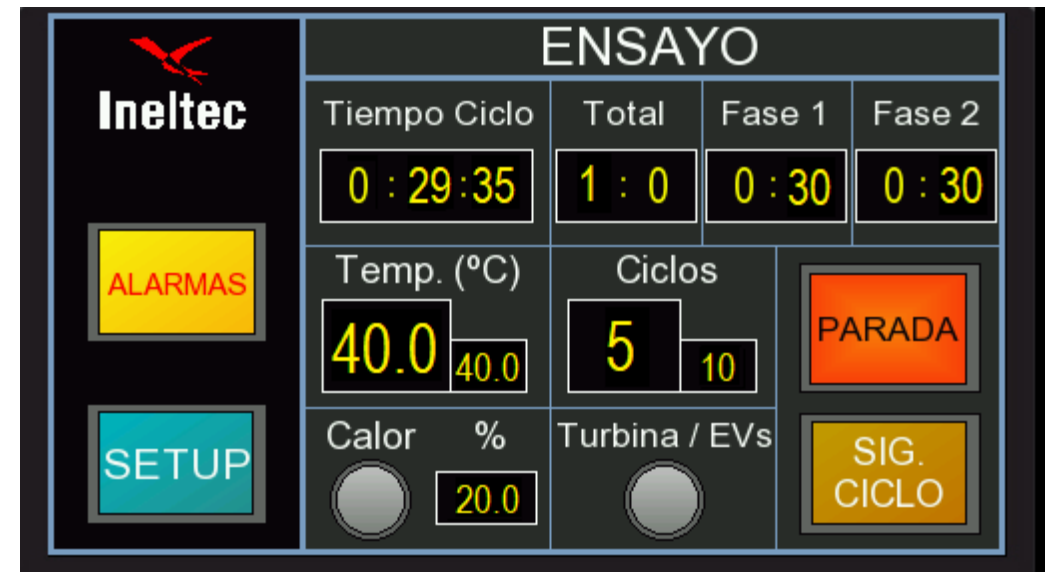 ENSAYO
Ineltec
Tiempo Ciclo Total Fase 1 Fase 2
0 : 29 : 35 1 : 0 0 : 30 0 : 30
ALARMAS
Temp. (ºC) Ciclos
40.0 40.0 5 10
PARADA
SETUP
Calor % Turbina / EVs
20.0
SIG.
CICLO